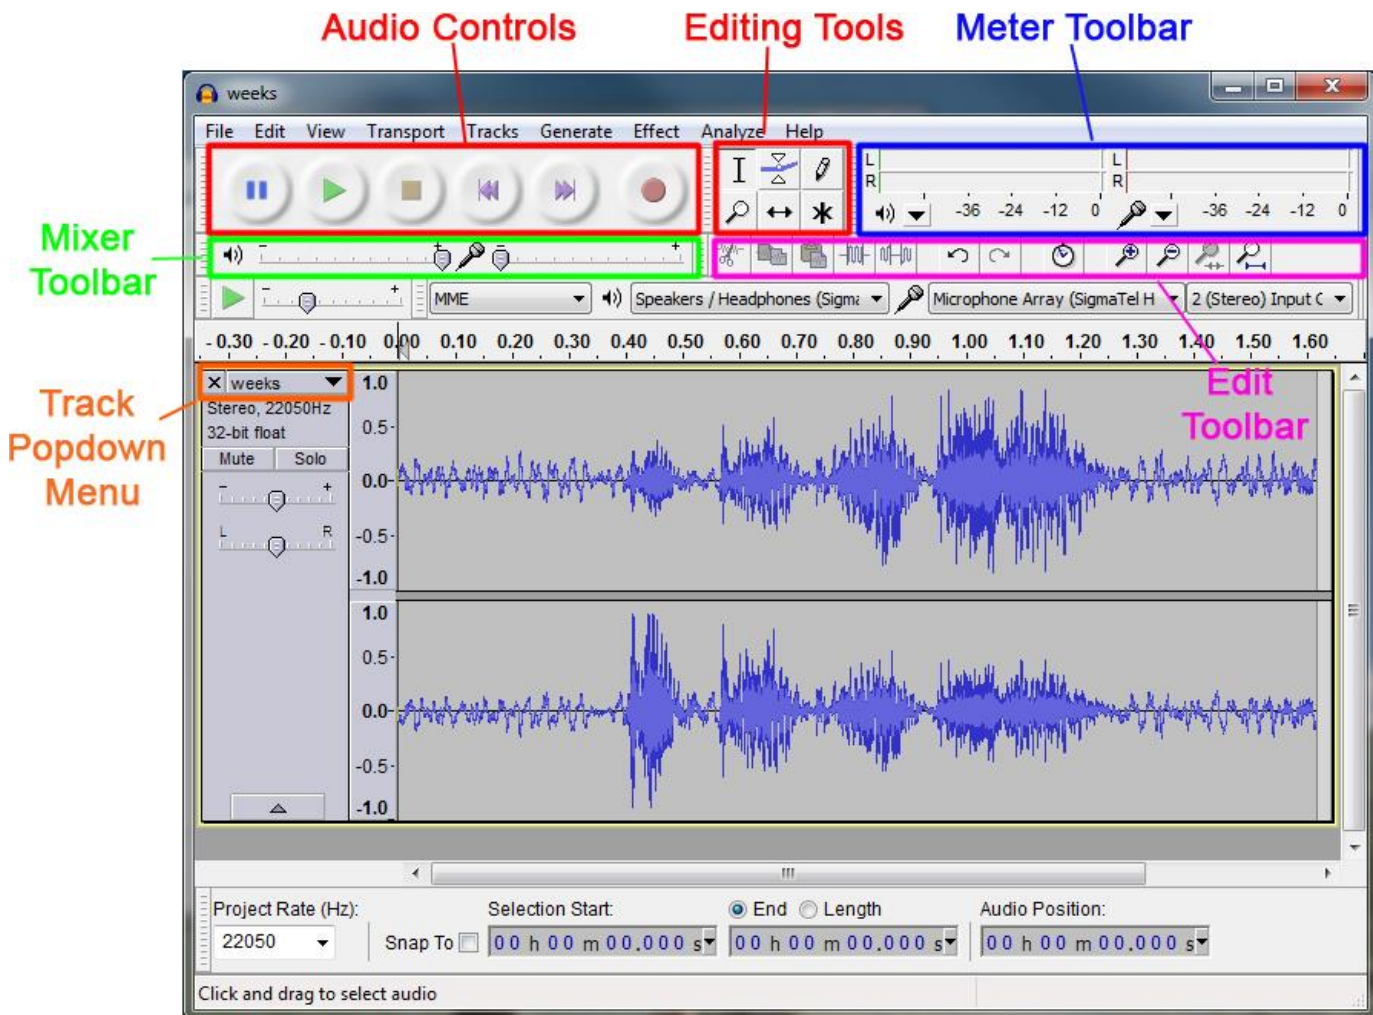 Audio Controls Editing Tools Meter Toolbar
weeks
File Edit View Transport Tracks Generate Effect Analyze Help
L L
R R
-36 -24 -12 0 -36 -24 -12 0
Mixer
Toolbar
- + - +
- +
MME Speakers / Headphones (Sigma Microphone Array (SigmaTel H 2 (Stereo) Input C
-0.30 -0.20 -0.10 0.00 0.10 0.20 0.30 0.40 0.50 0.60 0.70 0.80 0.90 1.00 1.10 1.20 1.30 1.40 1.50 1.60
Track
Popdown
Menu
X weeks
Stereo, 22050Hz
32-bit float
Mute Solo
- +
L R
1.0
0.5
0.0
-0.5
-1.0
Edit
Toolbar
1.0
0.5
0.0
-0.5
-1.0
Project Rate (Hz): Selection Start: End Length Audio Position:
22050 Snap To 00 h 00 m 00.000 s 00 h 00 m 00.000 s 00 h 00 m 00.000 s
Click and drag to select audio